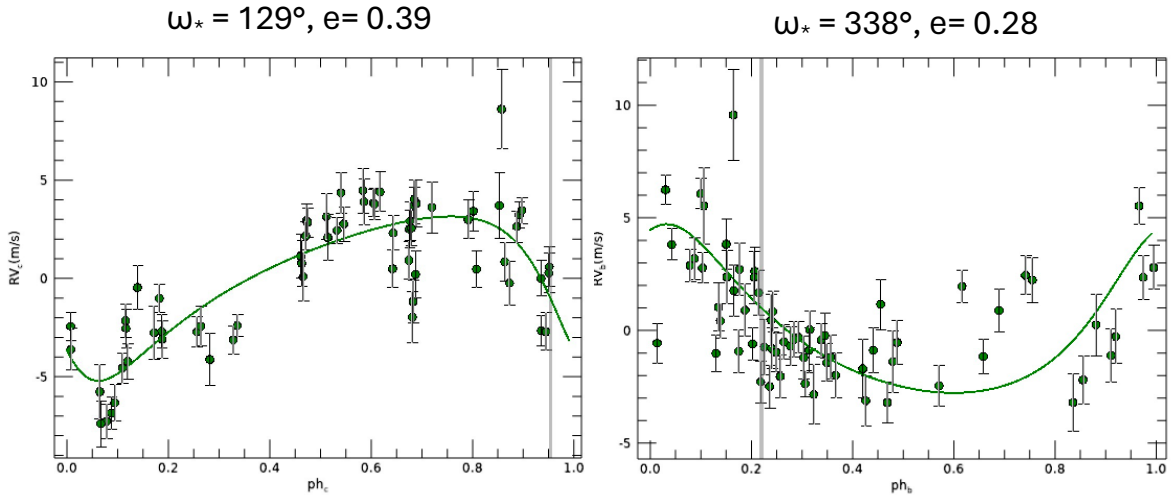 ω* = 129°, e= 0.39
ω* = 338°, e= 0.28
RV_c(m/s)
10
5
0
-5
0.0 0.2 0.4 0.6 0.8 1.0
ph_c
RV_b(m/s)
10
5
0
-5
0.0 0.2 0.4 0.6 0.8 1.0
ph_b